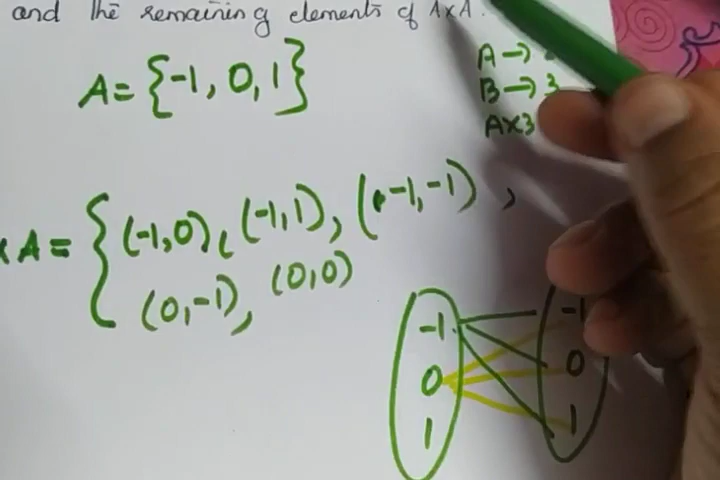 and the remaining elements of A×A.
A = {-1, 0, 1}
A →
B → 3
A×3
A = { (-1,0), (-1,1), (-1,-1) ,
(0,-1), (0,0)
-1 -1
0 0
1 1